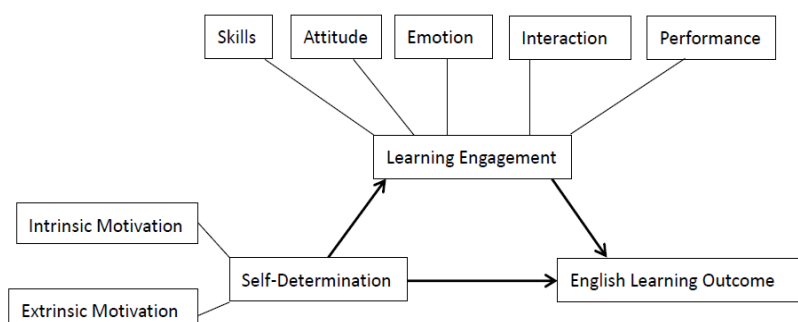 Skills
Attitude
Emotion
Interaction
Performance
Learning Engagement
Intrinsic Motivation
Self-Determination
English Learning Outcome
Extrinsic Motivation